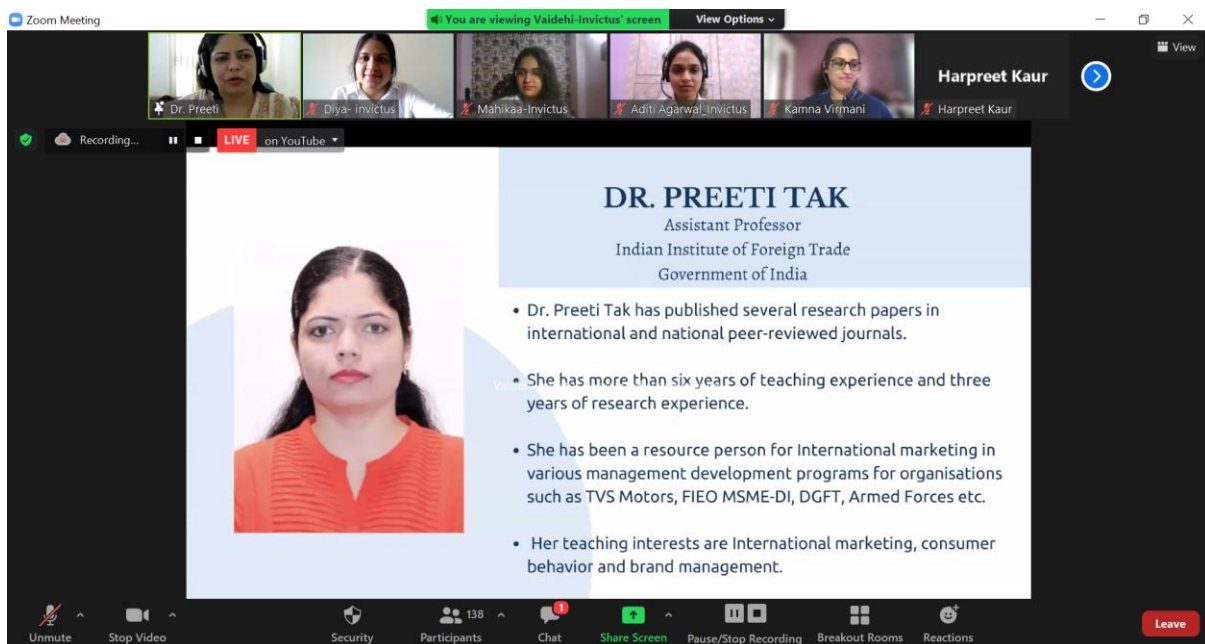 Zoom Meeting
You are viewing Vaidehi-Invictus' screen
View Options
View
Dr. Preeti
Diya- invictus
Mahikaa-Invictus
Aditi Agarwal_Invictus
Kamna Virmani
Harpreet Kaur
Harpreet Kaur
Recording...
LIVE on YouTube
DR. PREETI TAK
Assistant Professor
Indian Institute of Foreign Trade
Government of India
• Dr. Preeti Tak has published several research papers in
international and national peer-reviewed journals.
• She has more than six years of teaching experience and three
years of research experience.
• She has been a resource person for International marketing in
various management development programs for organisations
such as TVS Motors, FIEO MSME-DI, DGFT, Armed Forces etc.
• Her teaching interests are International marketing, consumer
behavior and brand management.
Unmute
Stop Video
Security
138
Participants
1
Chat
Share Screen
Pause/Stop Recording
Breakout Rooms
Reactions
Leave